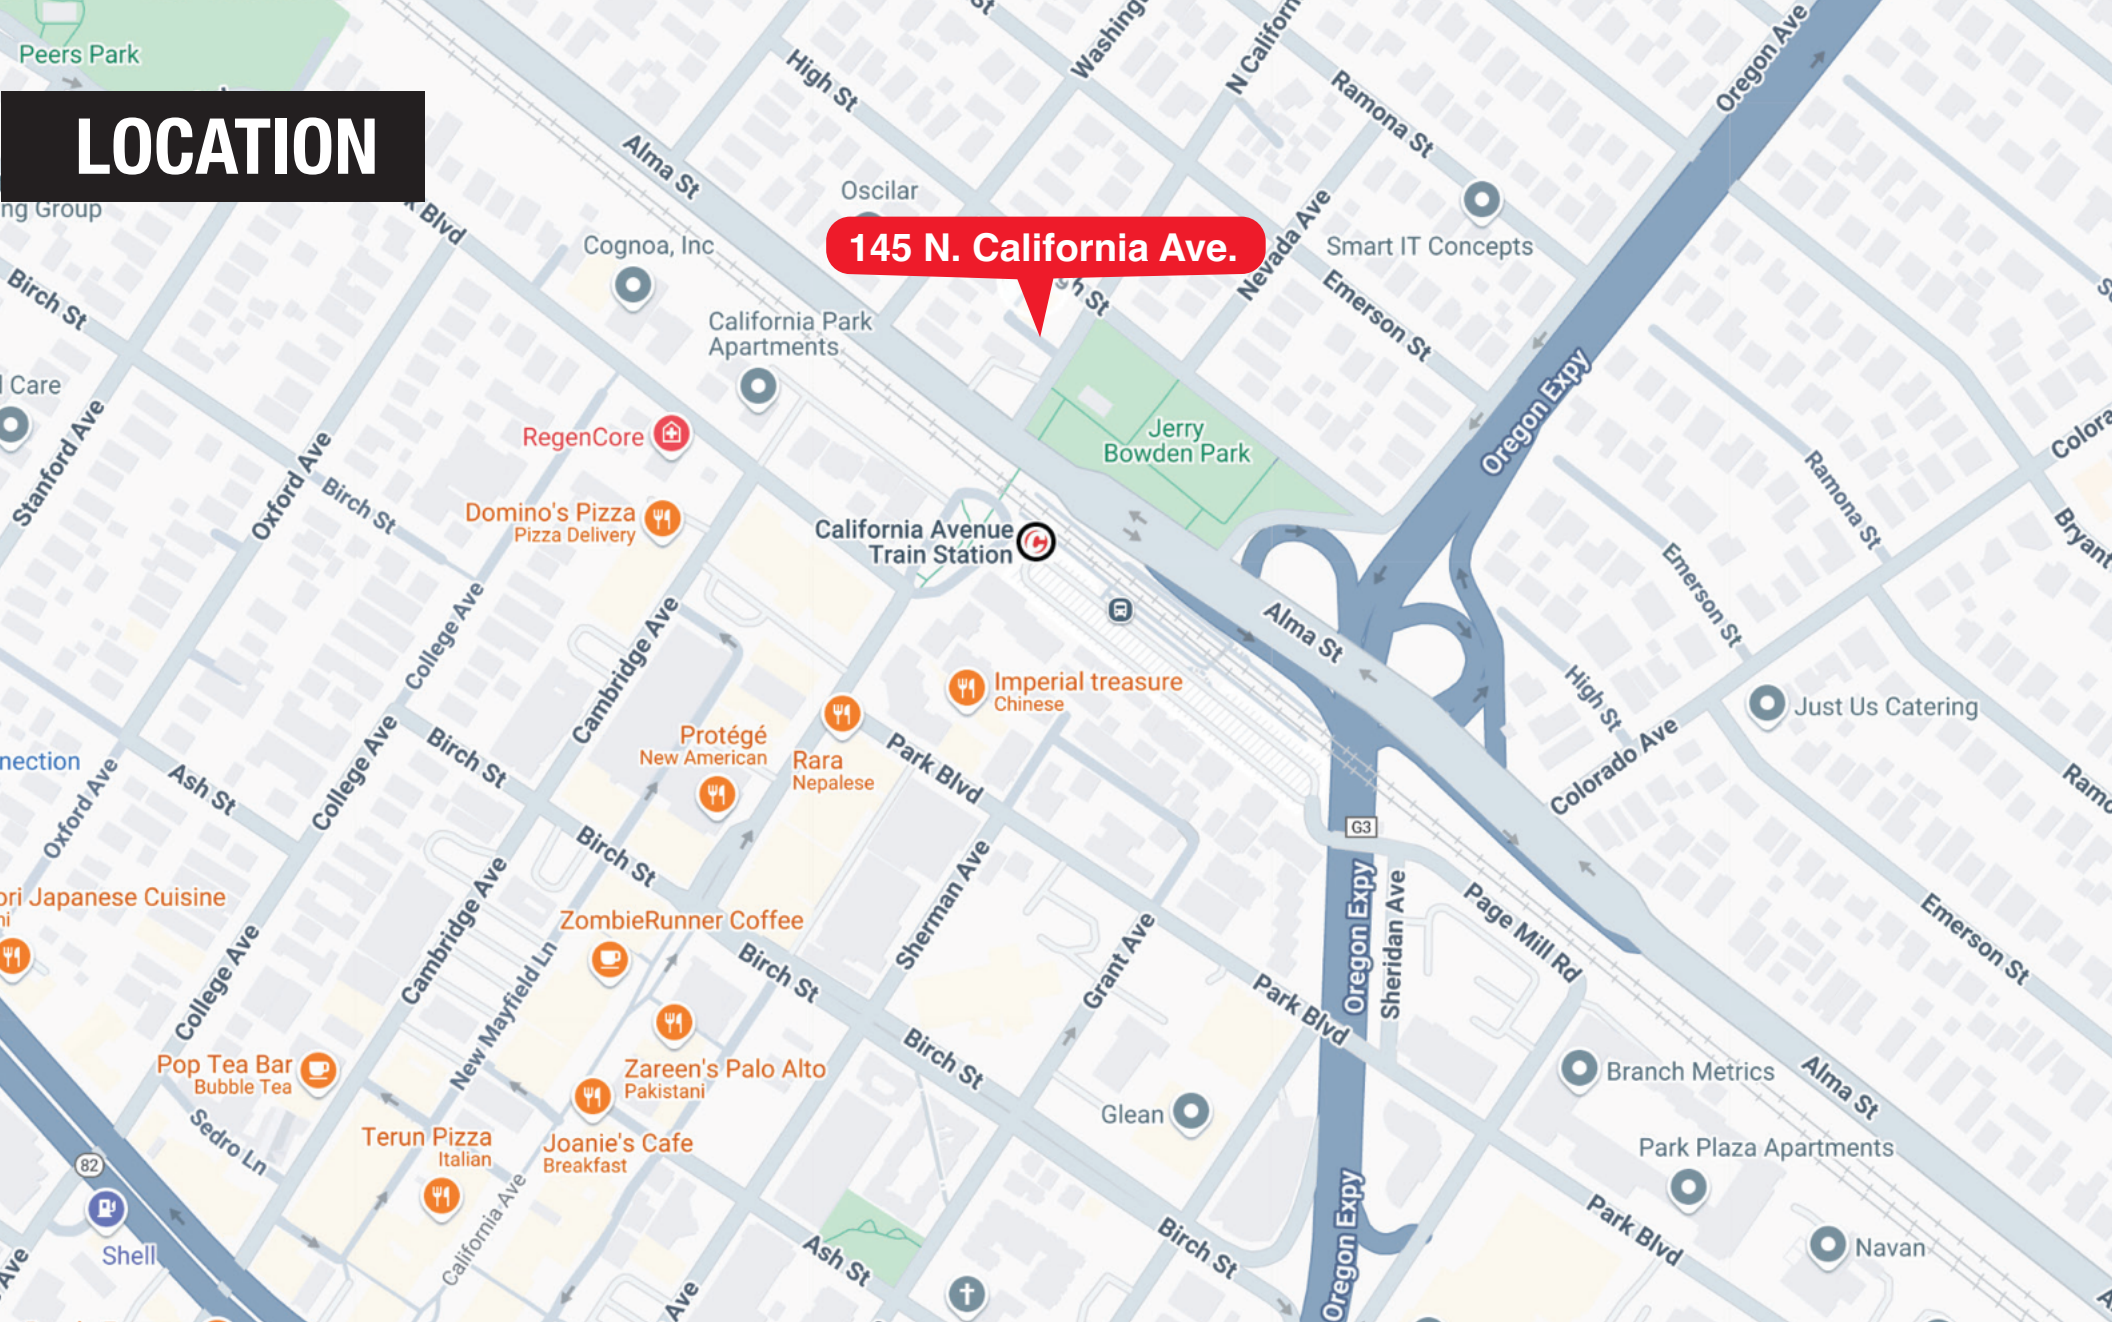 Peers Park
LOCATION
ng Group
Blvd
Birch St
Care
Stanford Ave
Oxford Ave
Birch St
Alma St
High St
Washing
N Californ
Ramona St
Oregon Ave
Oscilar
Cognoa, Inc
145 N. California Ave.
Nevada Ave
Smart IT Concepts
Emerson St
California Park
Apartments
RegenCore
Domino's Pizza
Pizza Delivery
Jerry
Bowden Park
Oregon Expy
California Avenue
Train Station
Colora
Ramona St
Bryant
Emerson St
College Ave
Cambridge Ave
Alma St
High St
Imperial treasure
Chinese
Just Us Catering
Colorado Ave
Protégé
New American
Rara
Nepalese
Park Blvd
nection
Oxford Ave
Ash St
College Ave
Birch St
Birch St
G3
Ramo
ori Japanese Cuisine
ni
College Ave
Cambridge Ave
New Mayfield Ln
ZombieRunner Coffee
Birch St
Sherman Ave
Grant Ave
Oregon Expy
Sheridan Ave
Page Mill Rd
Emerson St
Park Blvd
Pop Tea Bar
Bubble Tea
Sedro Ln
Zareen's Palo Alto
Pakistani
Birch St
Glean
Branch Metrics
Alma St
Terun Pizza
Italian
Joanie's Cafe
Breakfast
Park Plaza Apartments
82
Shell
California Ave
Ash St
Birch St
Oregon Expy
Park Blvd
Navan
Ave
Ave